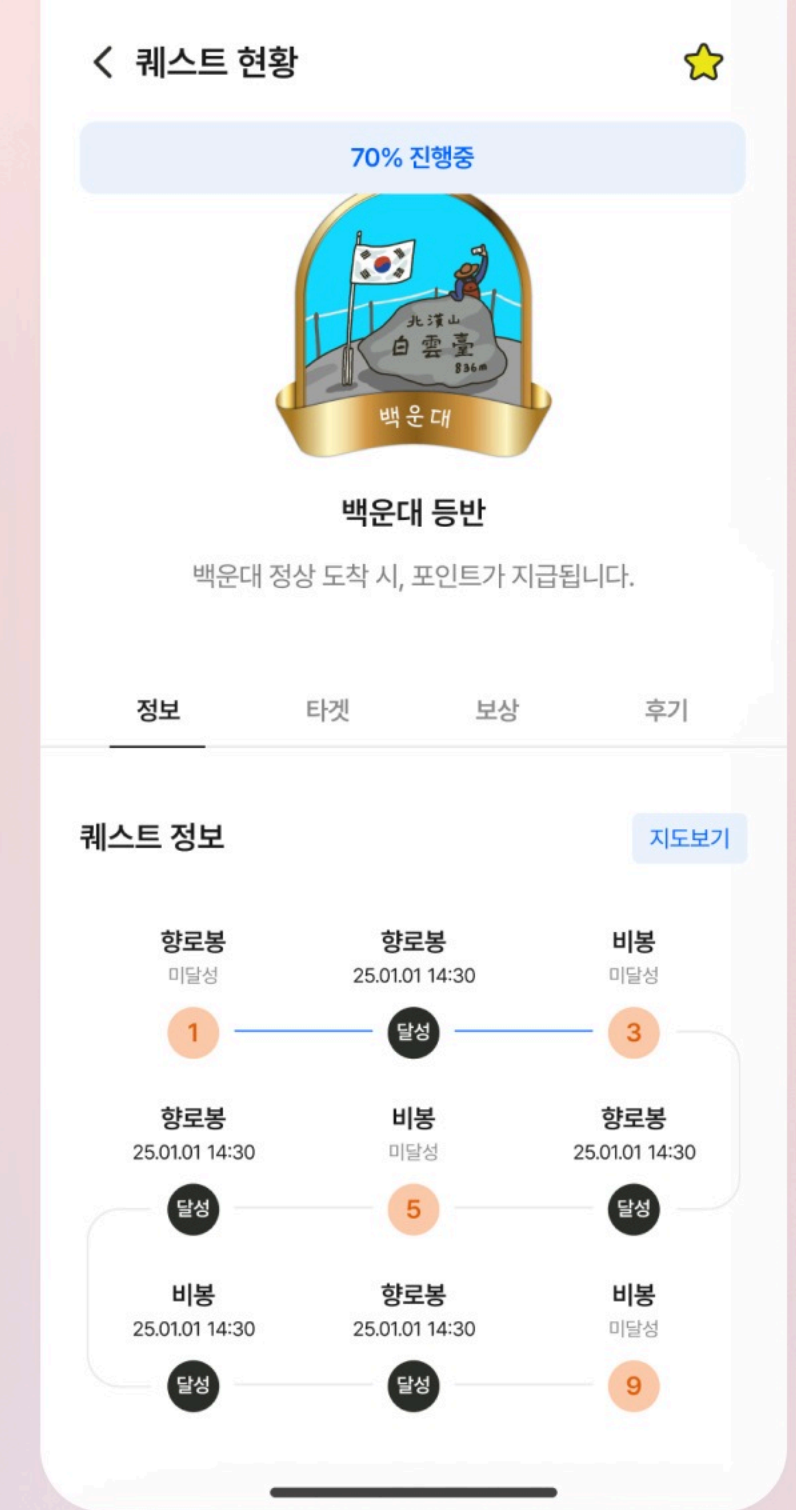 퀘스트 현황
70% 진행중
北漢山
白雲臺
836m
백운대
백운대 등반
백운대 정상 도착 시, 포인트가 지급됩니다.
정보 타겟 보상 후기
퀘스트 정보 지도보기
향로봉 향로봉 비봉
미달성 25.01.01 14:30 미달성
1 달성 3
향로봉 비봉 향로봉
25.01.01 14:30 미달성 25.01.01 14:30
달성 5 달성
비봉 향로봉 비봉
25.01.01 14:30 25.01.01 14:30 미달성
달성 달성 9